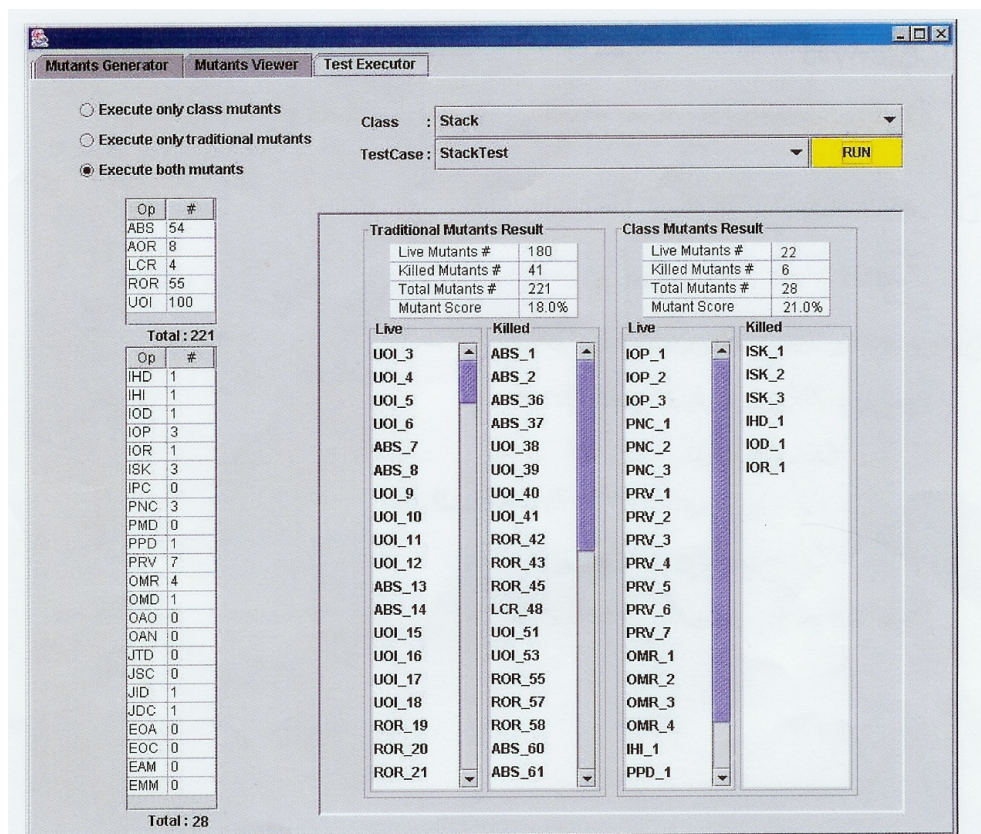 Mutants Generator Mutants Viewer Test Executor
Execute only class mutants
Execute only traditional mutants
Execute both mutants
Class : Stack
TestCase : StackTest RUN
Op #
ABS 54
AOR 8
LCR 4
ROR 55
UOI 100
Total : 221
Op #
IHD 1
IHI 1
IOD 1
IOP 3
IOR 1
ISK 3
IPC 0
PNC 3
PMD 0
PPD 1
PRV 7
OMR 4
OMD 1
OAO 0
OAN 0
JTD 0
JSC 0
JID 1
JDC 1
EOA 0
EOC 0
EAM 0
EMM 0
Total : 28
Traditional Mutants Result
Live Mutants # 180
Killed Mutants # 41
Total Mutants # 221
Mutant Score 18.0%
Live
UOI_3
UOI_4
UOI_5
UOI_6
ABS_7
ABS_8
UOI_9
UOI_10
UOI_11
UOI_12
ABS_13
ABS_14
UOI_15
UOI_16
UOI_17
UOI_18
ROR_19
ROR_20
ROR_21
Killed
ABS_1
ABS_2
ABS_36
ABS_37
UOI_38
UOI_39
UOI_40
UOI_41
ROR_42
ROR_43
ROR_45
LCR_48
UOI_51
UOI_53
ROR_55
ROR_57
ROR_58
ABS_60
ABS_61
Class Mutants Result
Live Mutants # 22
Killed Mutants # 6
Total Mutants # 28
Mutant Score 21.0%
Live
IOP_1
IOP_2
IOP_3
PNC_1
PNC_2
PNC_3
PRV_1
PRV_2
PRV_3
PRV_4
PRV_5
PRV_6
PRV_7
OMR_1
OMR_2
OMR_3
OMR_4
IHI_1
PPD_1
Killed
ISK_1
ISK_2
ISK_3
IHD_1
IOD_1
IOR_1